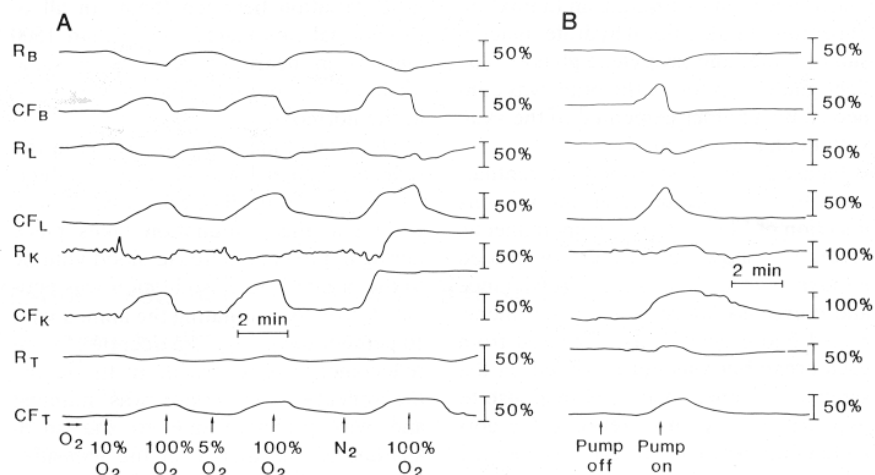 A
B
R_B
50%
50%
CF_B
50%
50%
R_L
50%
50%
CF_L
50%
50%
R_K
50%
100%
2 min
CF_K
50%
100%
2 min
R_T
50%
50%
CF_T
50%
50%
O₂
10%
O₂
100%
O₂
5%
O₂
100%
O₂
N₂
100%
O₂
Pump
off
Pump
on